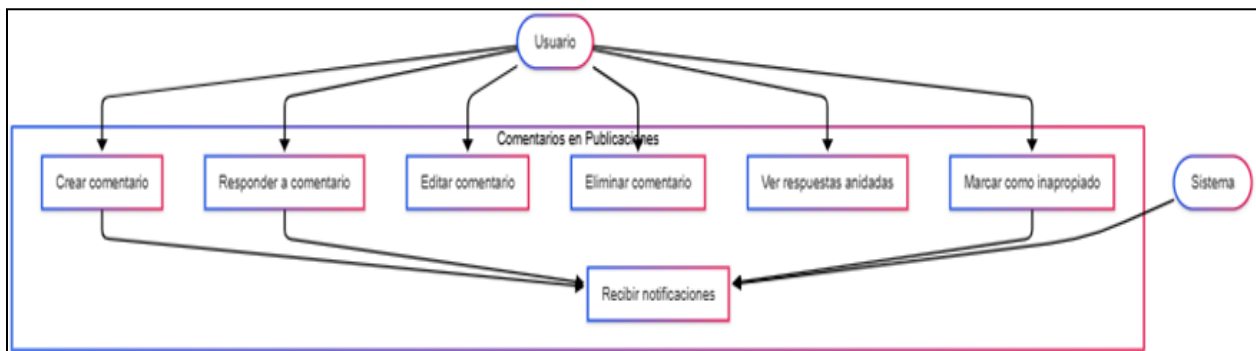 Usuario
Comentarios en Publicaciones
Crear comentario
Responder a comentario
Editar comentario
Eliminar comentario
Ver respuestas anidadas
Marcar como inapropiado
Sistema
Recibir notificaciones